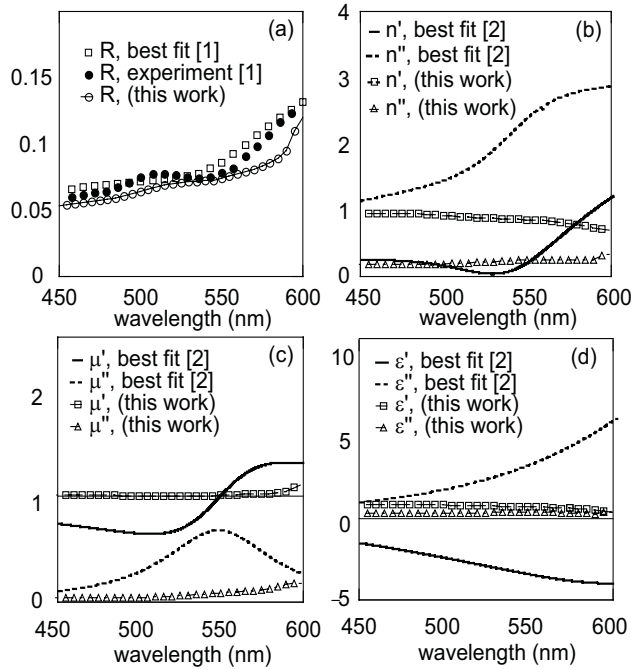 (a)
R, best fit [1]
R, experiment [1]
R, (this work)
0.15
0.1
0.05
0
450 500 550 600
wavelength (nm)
(b)
n', best fit [2]
n", best fit [2]
n', (this work)
n", (this work)
4
3
2
1
0
450 500 550 600
wavelength (nm)
(c)
μ', best fit [2]
μ", best fit [2]
μ', (this work)
μ", (this work)
2
1
0
450 500 550 600
wavelength (nm)
(d)
ε', best fit [2]
ε", best fit [2]
ε', (this work)
ε", (this work)
10
5
0
-5
450 500 550 600
wavelength (nm)